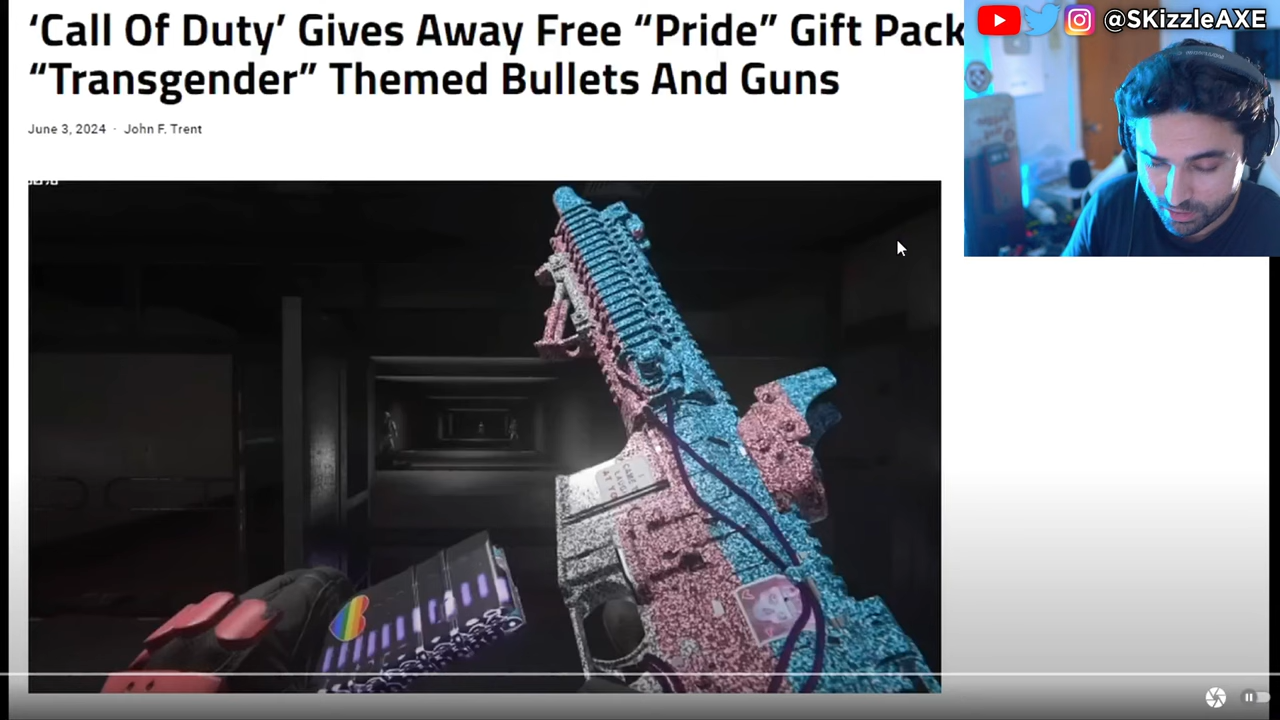 ‘Call Of Duty’ Gives Away Free “Pride” Gift Pack
“Transgender” Themed Bullets And Guns
June 3, 2024 · John F. Trent
@SKizzleAXE